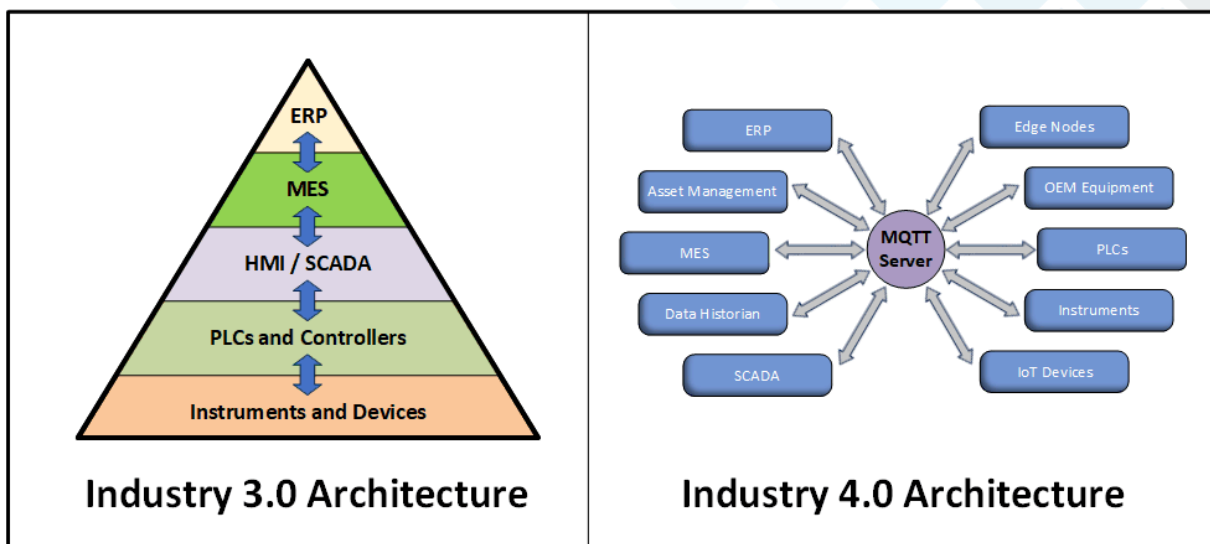 ERP
MES
HMI / SCADA
PLCs and Controllers
Instruments and Devices
Industry 3.0 Architecture
ERP
Asset Management
MES
Data Historian
SCADA
MQTT
Server
Edge Nodes
OEM Equipment
PLCs
Instruments
IoT Devices
Industry 4.0 Architecture